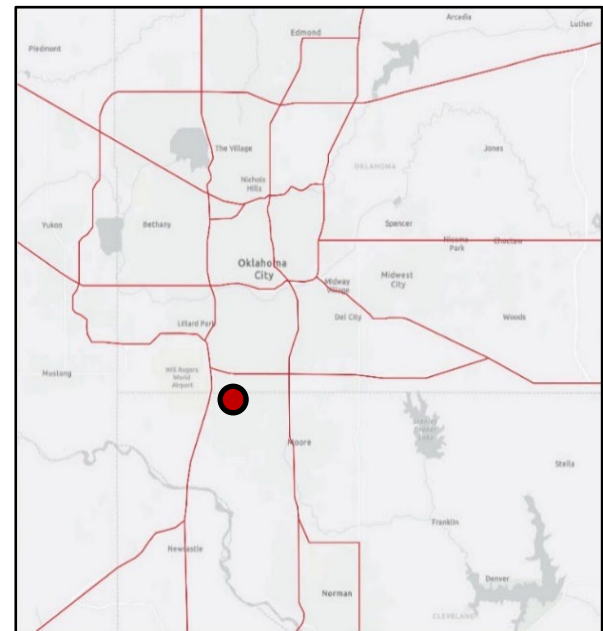 Arcadia
Luther
Edmond
Piedmont
The Village
Jones
OKLAHOMA
Nichols
Hills
Spencer
Yukon
Bethany
Nicoma
Park
Choctaw
Oklahoma
City
Midway
Village
Midwest
City
Lillard Park
Del City
Woods
Mustang
Will Rogers
World
Airport
Moore
Stella
Franklin
Newcastle
Denver
Norman
CLEVELAND